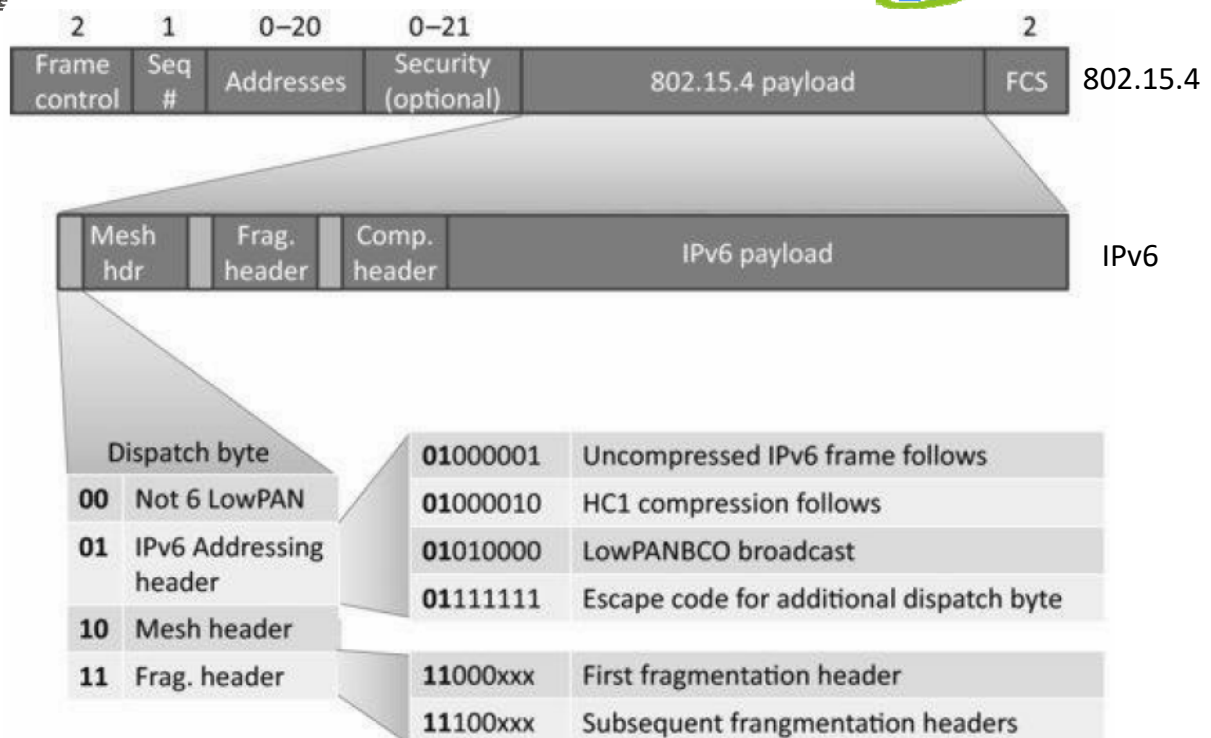 2 1 0–20 0–21 2
Frame control Seq # Addresses Security (optional) 802.15.4 payload FCS 802.15.4
Mesh hdr Frag. header Comp. header IPv6 payload IPv6
Dispatch byte
00 Not 6 LowPAN
01 IPv6 Addressing header
10 Mesh header
11 Frag. header
01000001 Uncompressed IPv6 frame follows
01000010 HC1 compression follows
01010000 LowPANBCO broadcast
01111111 Escape code for additional dispatch byte
11000xxx First fragmentation header
11100xxx Subsequent frangmentation headers